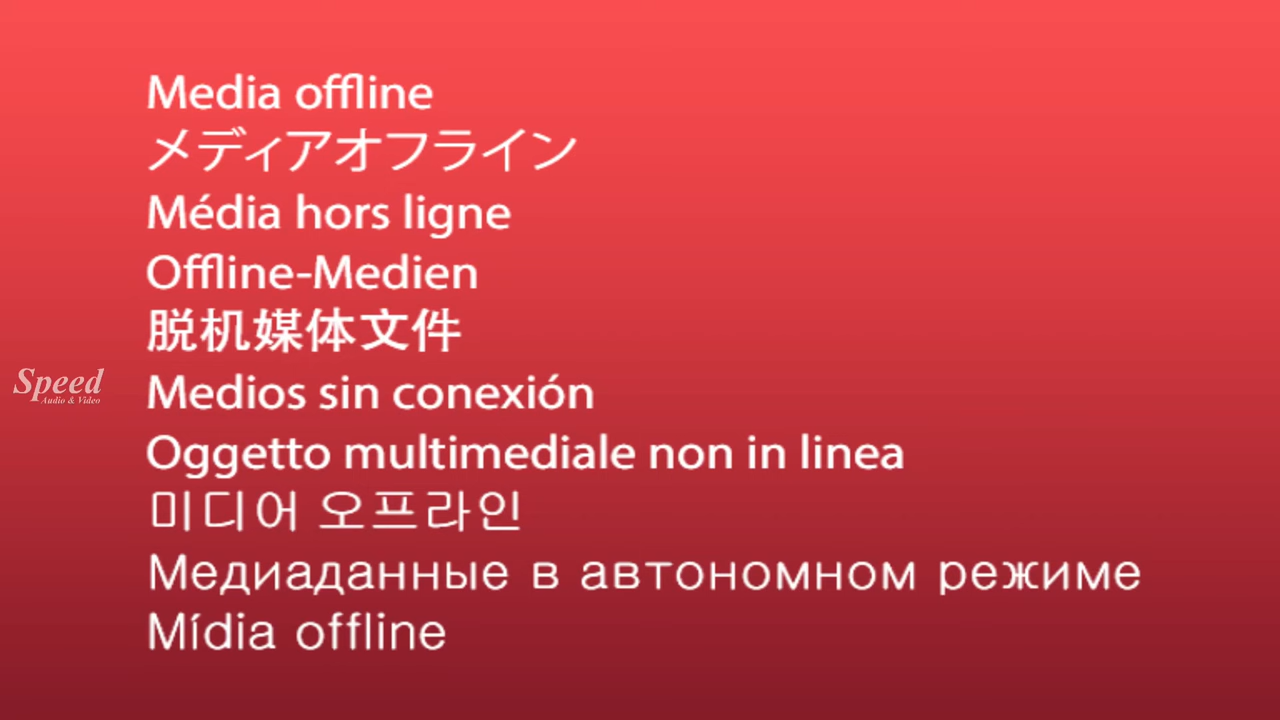 Media offline
メディアオフライン
Média hors ligne
Offline-Medien
脱机媒体文件
Speed
Audio & Video
Medios sin conexión
Oggetto multimediale non in linea
미디어 오프라인
Медиаданные в автономном режиме
Mídia offline